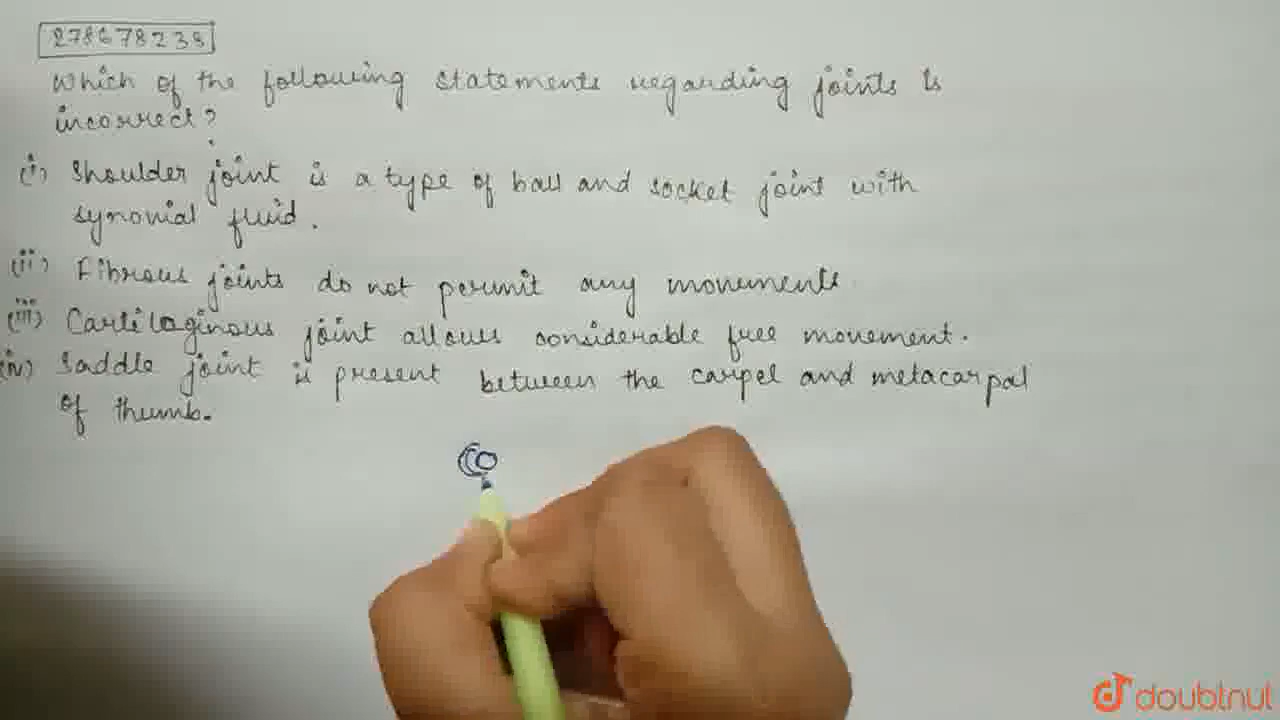 278678238
Which of the following statements regarding joints is
incorrect?
(i) Shoulder joint is a type of ball and socket joint with
synovial fluid.
(ii) Fibrous joints do not permit any movements.
(iii) Cartilaginous joint allows considerable free movement.
(iv) Saddle joint is present between the carpel and metacarpal
of thumb.
Co
doubtnut